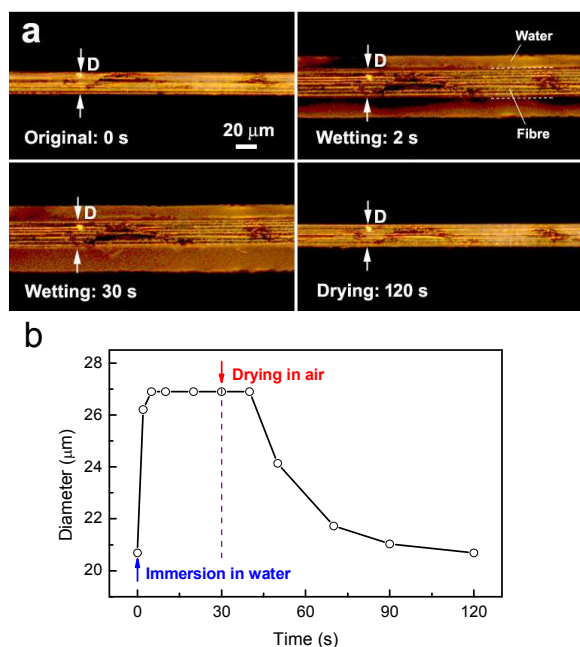 a
D
Original: 0 s
20 μm
Water
D
Fibre
Wetting: 2 s
D
Wetting: 30 s
D
Drying: 120 s
b
28
26
24
22
20
Diameter (μm)
Drying in air
Immersion in water
0
30
60
90
120
Time (s)